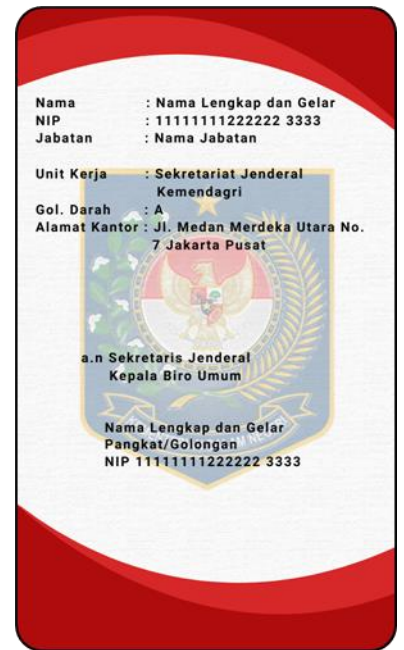 Nama : Nama Lengkap dan Gelar
NIP : 11111111222222 3333
Jabatan : Nama Jabatan
Unit Kerja : Sekretariat Jenderal
Kemendagri
Gol. Darah : A
Alamat Kantor : Jl. Medan Merdeka Utara No.
7 Jakarta Pusat
a.n Sekretaris Jenderal
Kepala Biro Umum
Nama Lengkap dan Gelar
Pangkat/Golongan
NIP 11111111222222 3333